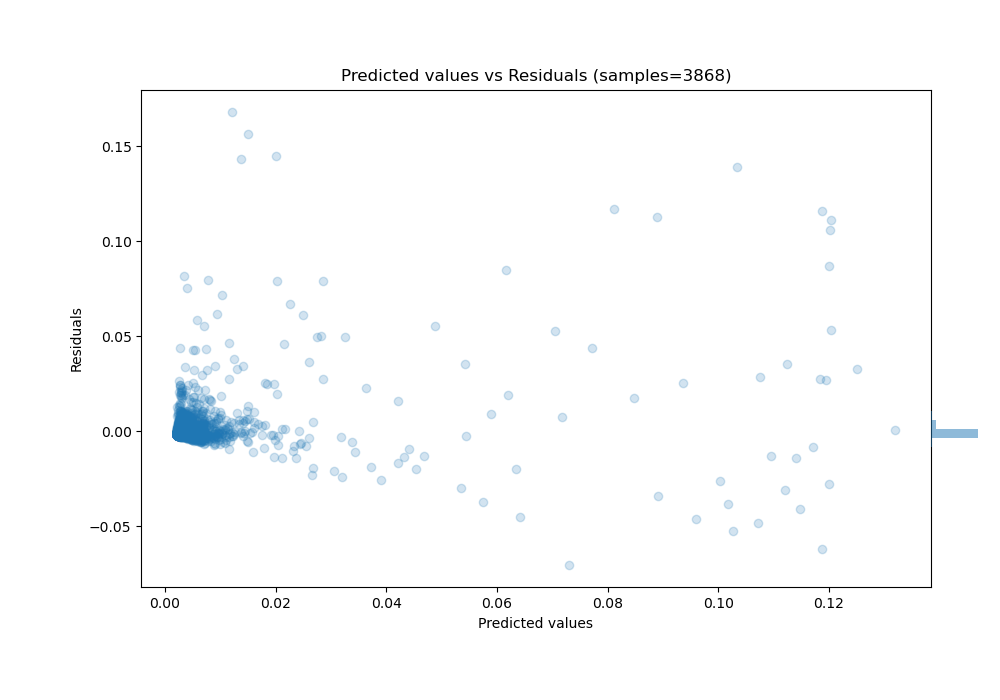 Predicted values vs Residuals (samples=3868)
0.15
0.10
0.05
0.00
−0.05
Residuals
0.00 0.02 0.04 0.06 0.08 0.10 0.12
Predicted values